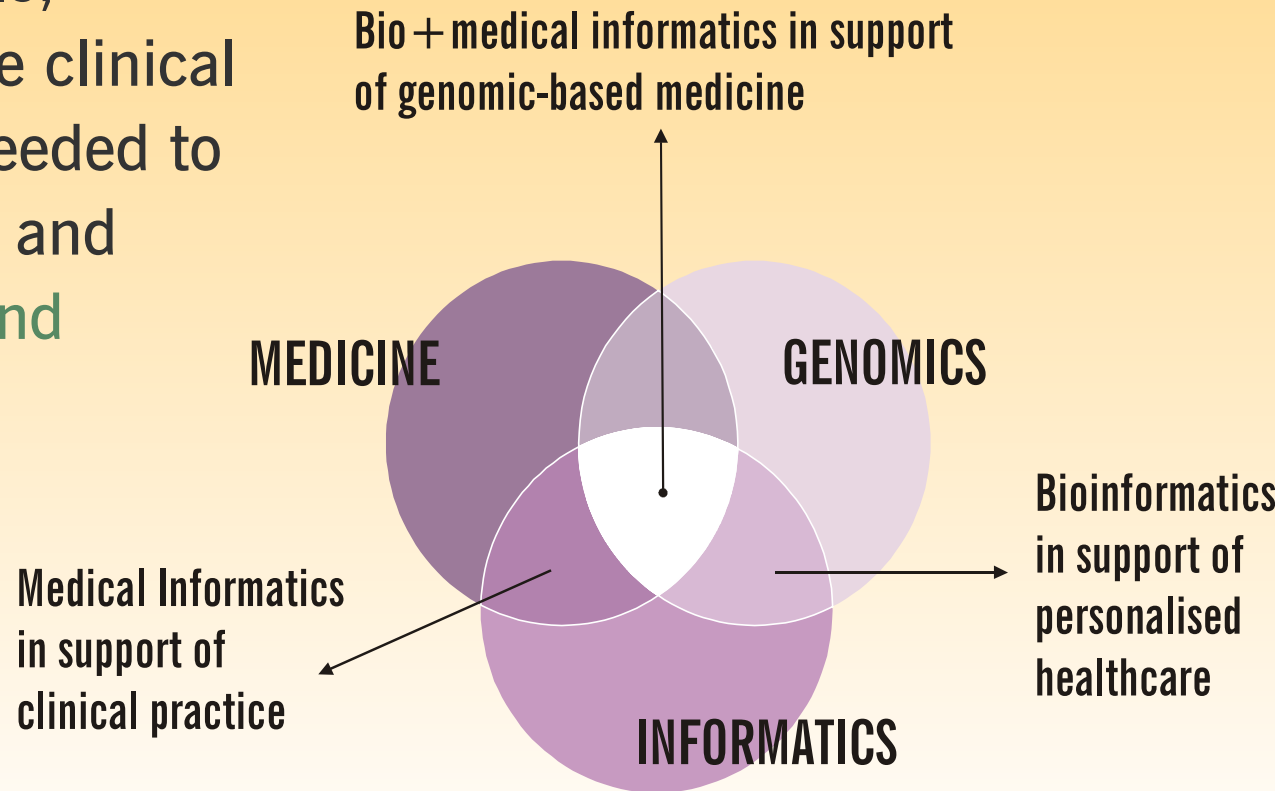 e clinical
eeded to
and
nd
Bio+medical informatics in support
of genomic-based medicine
MEDICINE
GENOMICS
Bioinformatics
in support of
personalised
healthcare
Medical Informatics
in support of
clinical practice
INFORMATICS